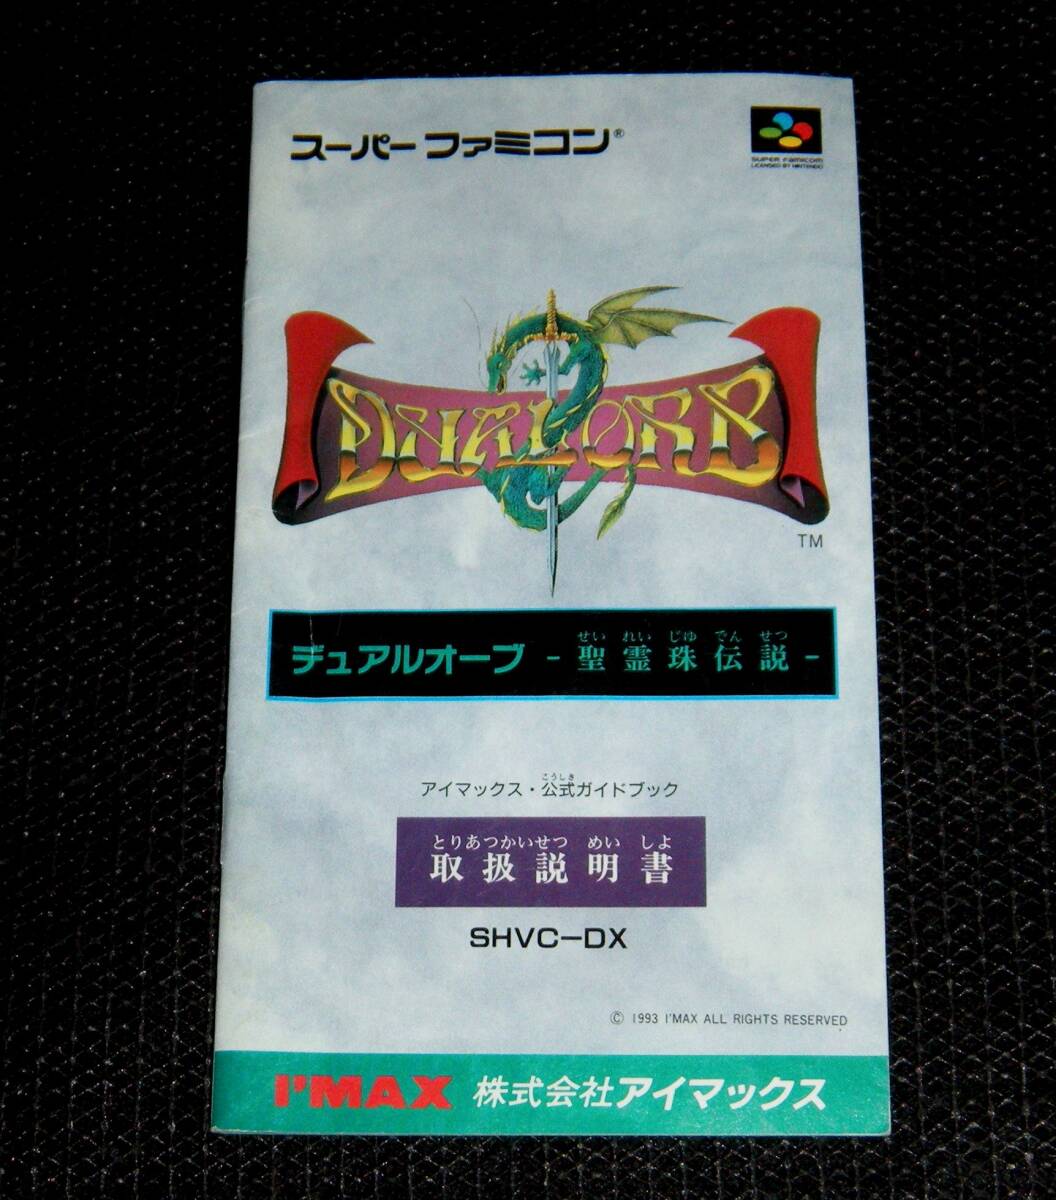 スーパーファミコン®
SUPER FAMICOM
LICENSED BY NINTENDO
DUAL ORB
TM
せい れい じゅ でん せつ
デュアルオーブ - 聖霊珠伝説 -
こうしき
アイマックス・公式ガイドブック
とりあつかいせつ めい しよ
取扱説明書
SHVC-DX
© 1993 I'MAX ALL RIGHTS RESERVED
I'MAX 株式会社アイマックス